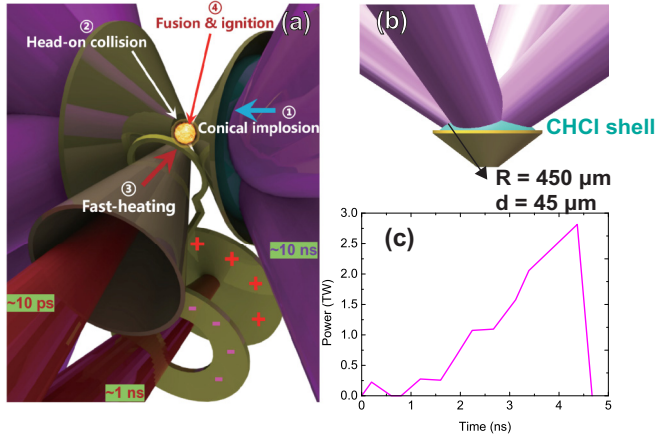 (a)
④
Fusion & ignition
②
Head-on collision
①
Conical implosion
③
Fast-heating
~10 ns
~10 ps
~1 ns
+
+
+
+
-
-
-
-
(b)
CHCl shell
R = 450 μm
d = 45 μm
(c)
Power (TW)
3.0
2.5
2.0
1.5
1.0
0.5
0.0
0
1
2
3
4
5
Time (ns)